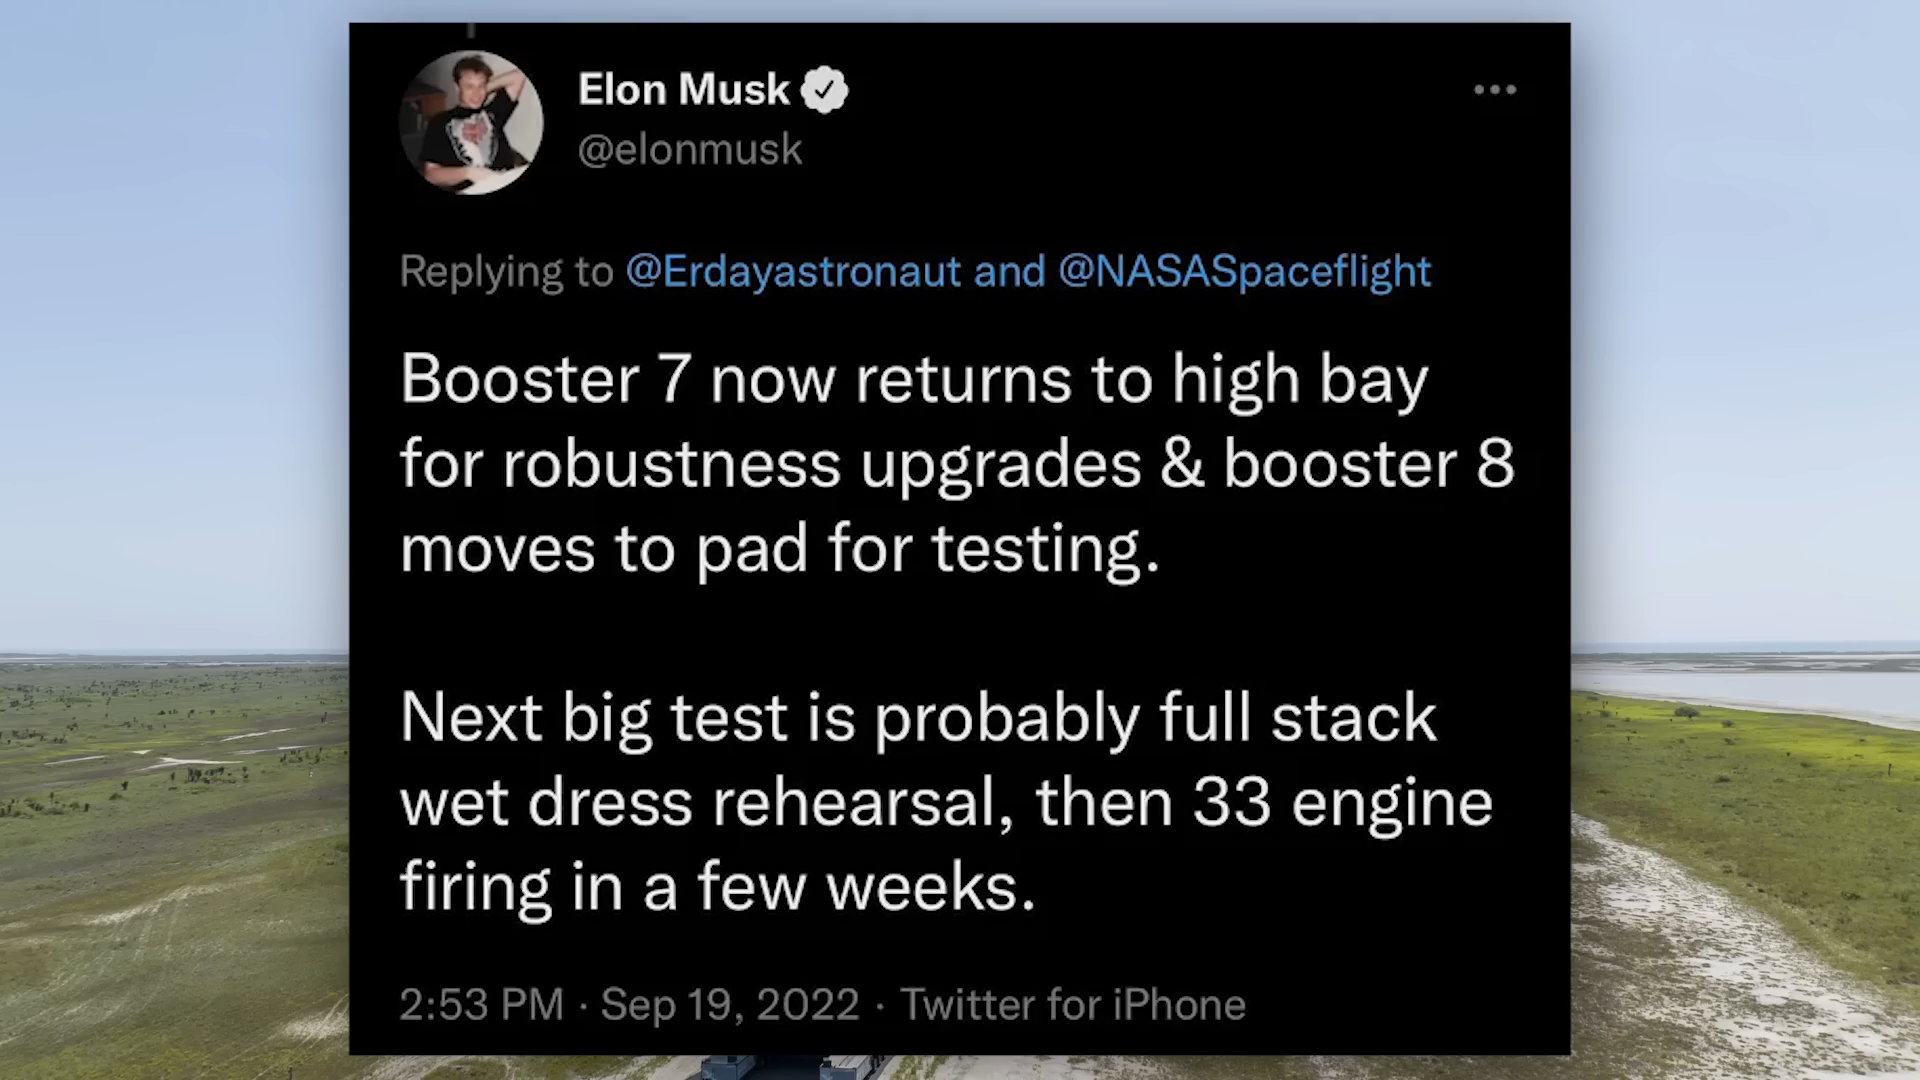 Elon Musk
@elonmusk
Replying to @Erdayastronaut and @NASASpaceflight
Booster 7 now returns to high bay
for robustness upgrades & booster 8
moves to pad for testing.
Next big test is probably full stack
wet dress rehearsal, then 33 engine
firing in a few weeks.
2:53 PM · Sep 19, 2022 · Twitter for iPhone